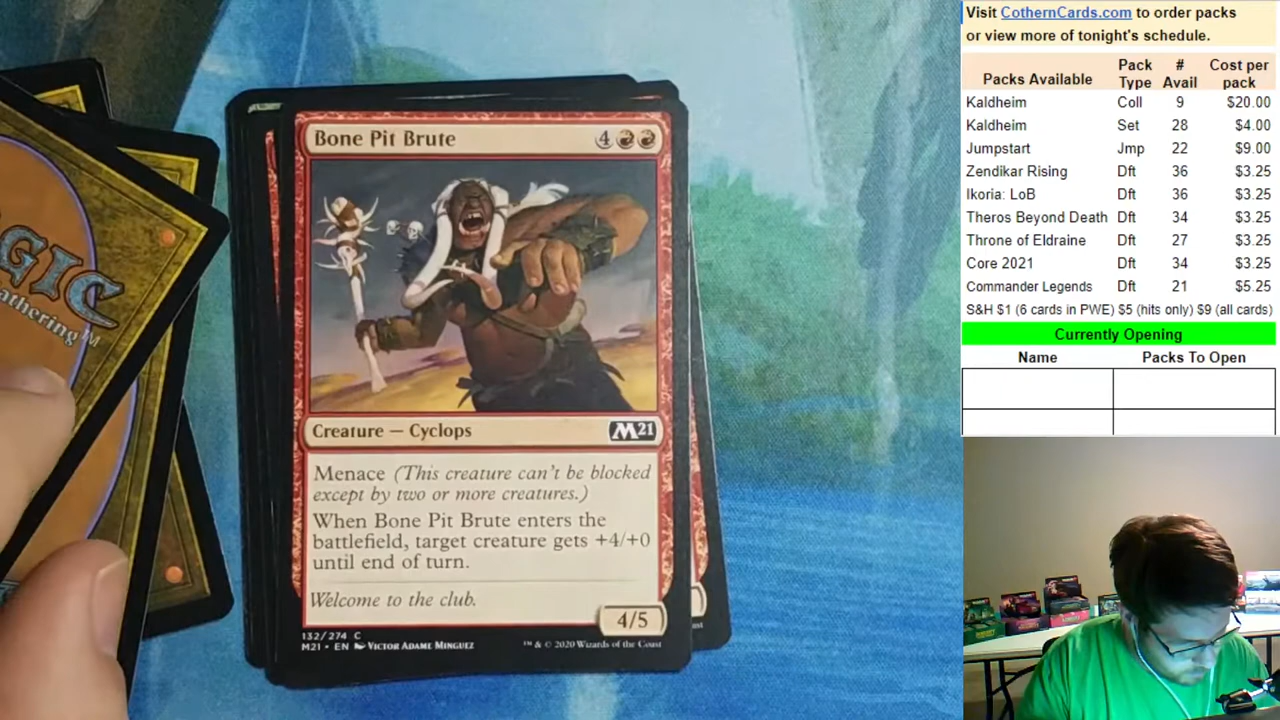 Visit CothernCards.com to order packs
or view more of tonight's schedule.
Packs Available Pack Type # Avail Cost per pack
Kaldheim Coll 9 $20.00
Kaldheim Set 28 $4.00
Jumpstart Jmp 22 $9.00
Zendikar Rising Dft 36 $3.25
Ikoria: LoB Dft 36 $3.25
Theros Beyond Death Dft 34 $3.25
Throne of Eldraine Dft 27 $3.25
Core 2021 Dft 34 $3.25
Commander Legends Dft 21 $5.25
S&H $1 (6 cards in PWE) $5 (hits only) $9 (all cards)
Currently Opening
Name Packs To Open
Bone Pit Brute 4
Creature — Cyclops M21
Menace (This creature can't be blocked
except by two or more creatures.)
When Bone Pit Brute enters the
battlefield, target creature gets +4/+0
until end of turn.
Welcome to the club.
4/5
132/274 C
M21 • EN Victor Adame Minguez
™ & © 2020 Wizards of the Coast
GIC
athering™